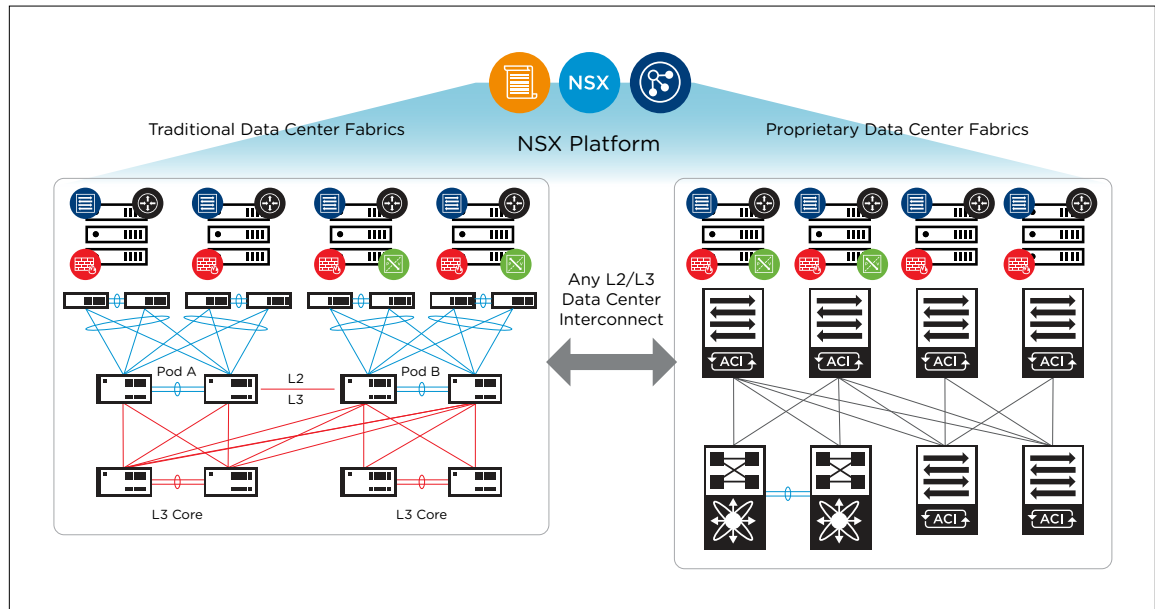 NSX
Traditional Data Center Fabrics
Proprietary Data Center Fabrics
NSX Platform
Any L2/L3
Data Center
Interconnect
Pod A
L2
L3
Pod B
L3 Core
L3 Core
ACI
ACI
ACI
ACI
ACI
ACI